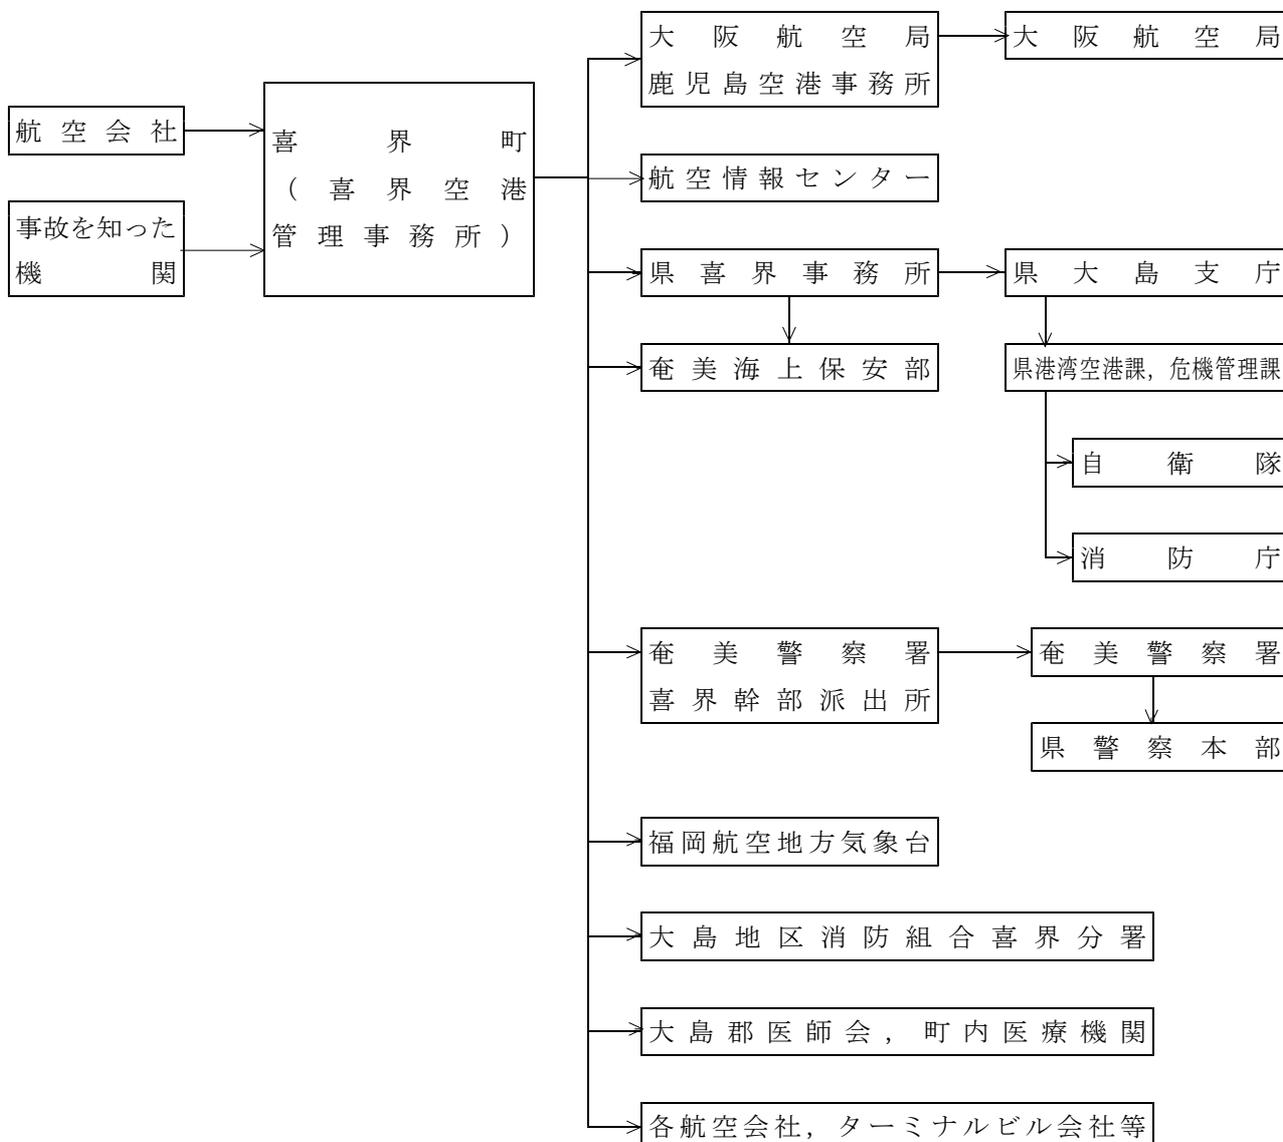 航空会社
事故を知った
機関
喜界町
（喜界空港
管理事務所）
大阪航空局
鹿児島空港事務所
大阪航空局
航空情報センター
県喜界事務所
県大島支庁
奄美海上保安部
県港湾空港課，危機管理課
自衛隊
消防庁
奄美警察署
喜界幹部派出所
奄美警察署
県警察本部
福岡航空地方気象台
大島地区消防組合喜界分署
大島郡医師会，町内医療機関
各航空会社，ターミナルビル会社等